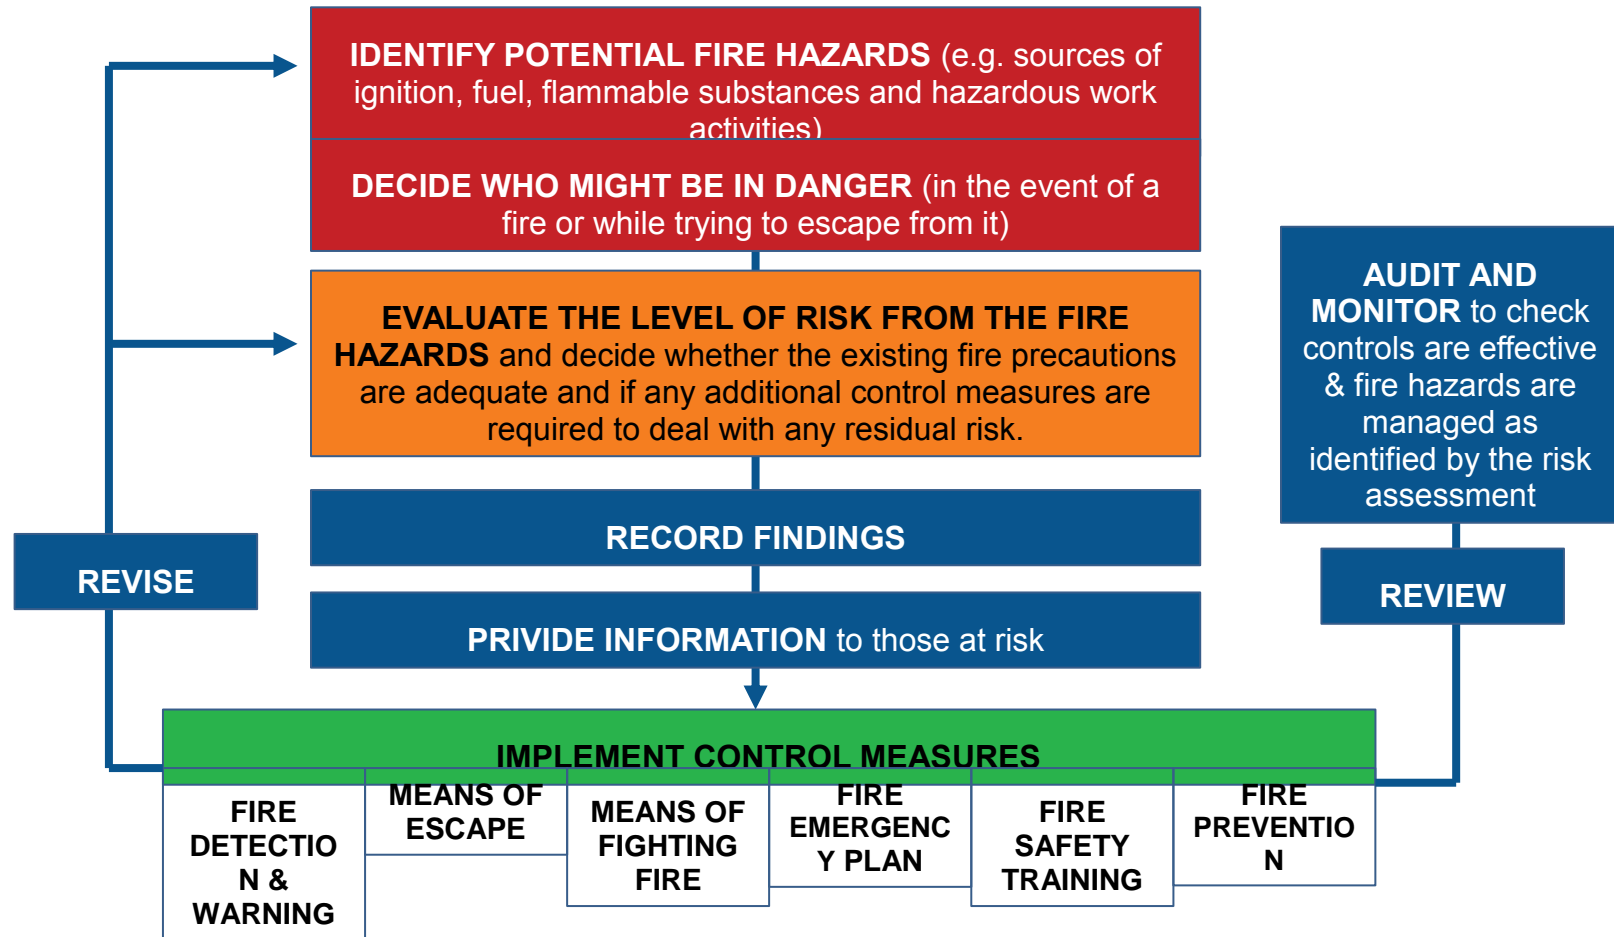 IDENTIFY POTENTIAL FIRE HAZARDS (e.g. sources of
ignition, fuel, flammable substances and hazardous work
activities)
DECIDE WHO MIGHT BE IN DANGER (in the event of a
fire or while trying to escape from it)
EVALUATE THE LEVEL OF RISK FROM THE FIRE
HAZARDS and decide whether the existing fire precautions
are adequate and if any additional control measures are
required to deal with any residual risk.
AUDIT AND
MONITOR to check
controls are effective
& fire hazards are
managed as
identified by the risk
assessment
RECORD FINDINGS
REVISE
REVIEW
PRIVIDE INFORMATION to those at risk
IMPLEMENT CONTROL MEASURES
FIRE
DETECTIO
N &
WARNING
MEANS OF
ESCAPE
MEANS OF
FIGHTING
FIRE
FIRE
EMERGENC
Y PLAN
FIRE
SAFETY
TRAINING
FIRE
PREVENTIO
N